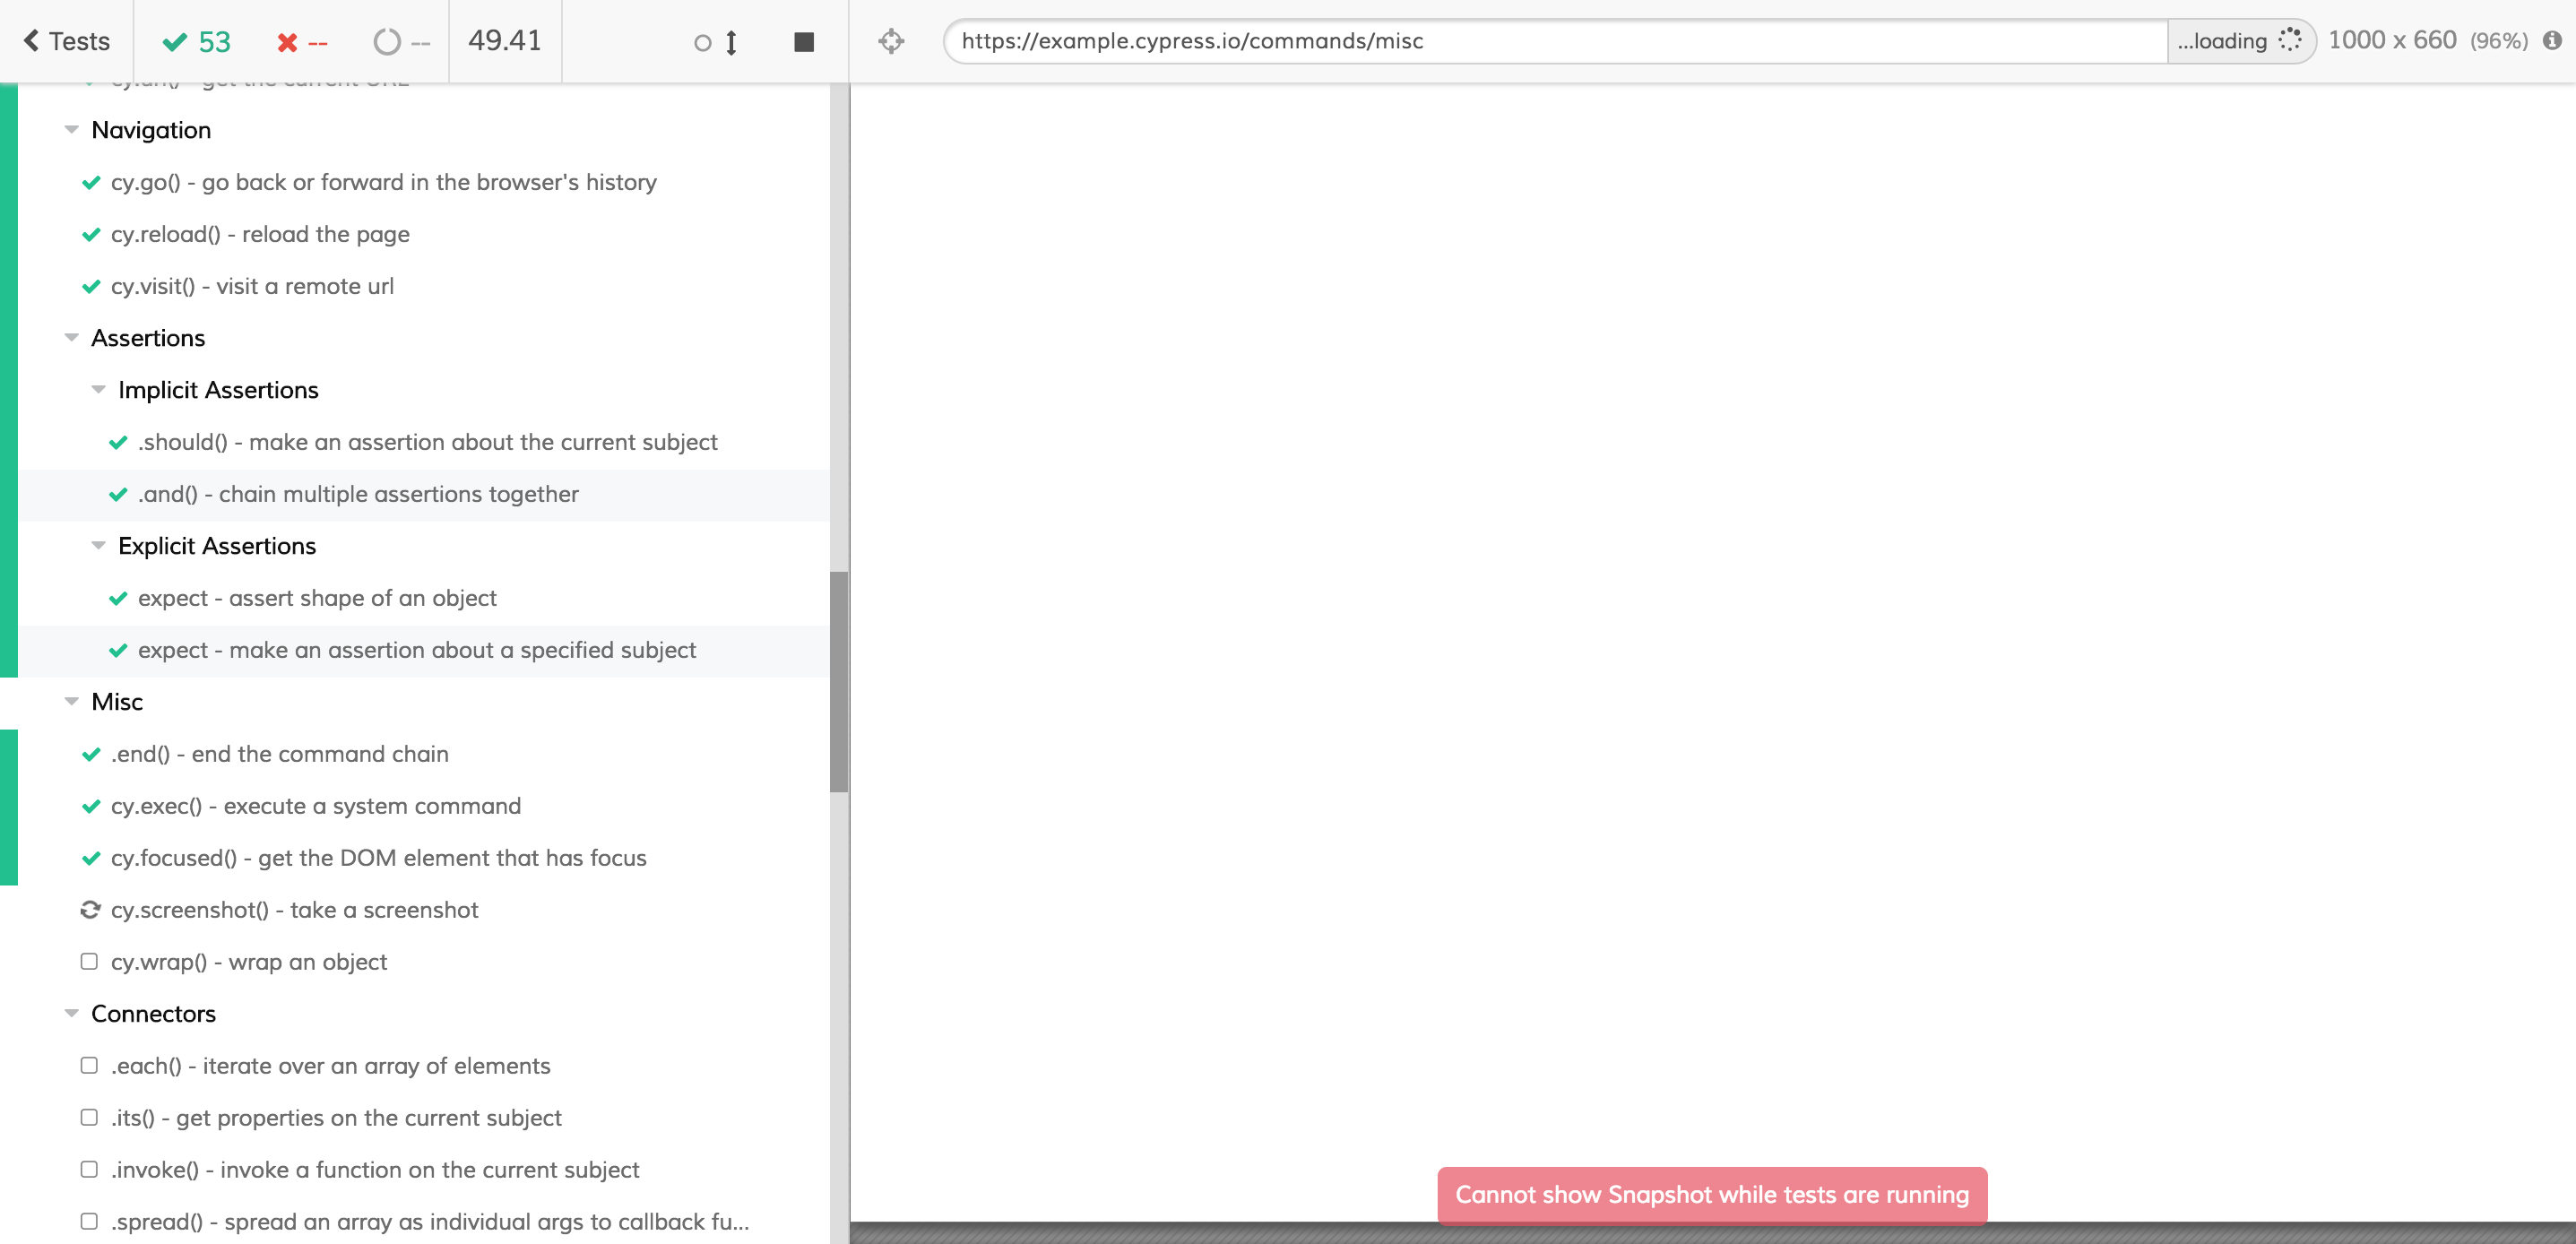 Tests 53 -- -- 49.41 https://example.cypress.io/commands/misc ...loading 1000 x 660 (96%)
cy.url() - get the current URL
Navigation
cy.go() - go back or forward in the browser's history
cy.reload() - reload the page
cy.visit() - visit a remote url
Assertions
Implicit Assertions
.should() - make an assertion about the current subject
.and() - chain multiple assertions together
Explicit Assertions
expect - assert shape of an object
expect - make an assertion about a specified subject
Misc
.end() - end the command chain
cy.exec() - execute a system command
cy.focused() - get the DOM element that has focus
cy.screenshot() - take a screenshot
cy.wrap() - wrap an object
Connectors
.each() - iterate over an array of elements
.its() - get properties on the current subject
.invoke() - invoke a function on the current subject
.spread() - spread an array as individual args to callback fu...
Cannot show Snapshot while tests are running